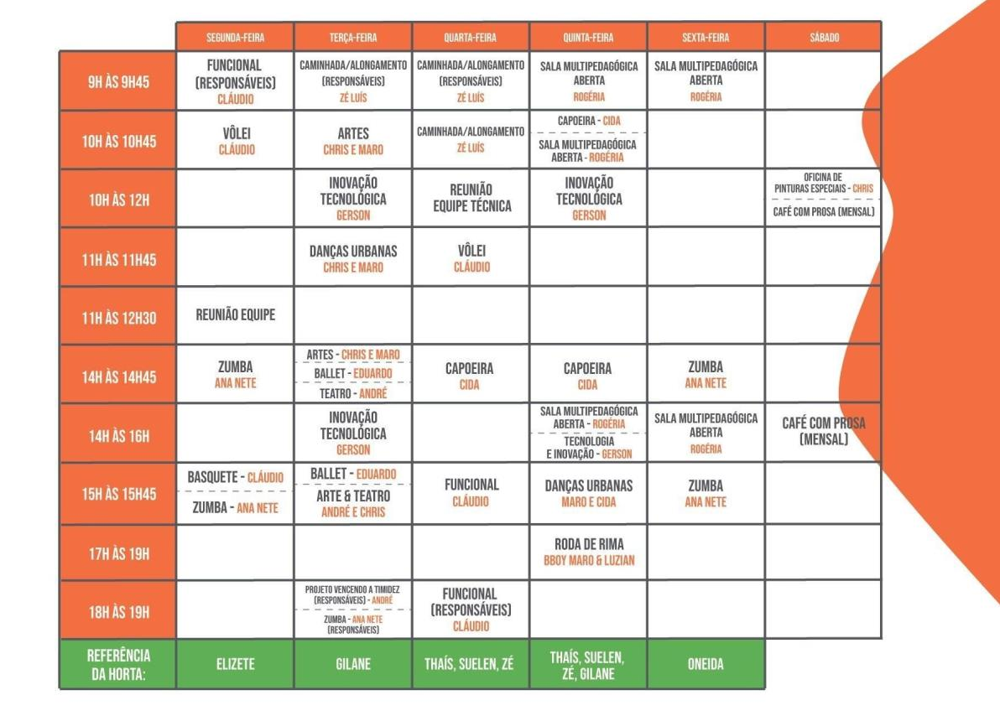 SEGUNDA-FEIRA TERÇA-FEIRA QUARTA-FEIRA QUINTA-FEIRA SEXTA-FEIRA SÁBADO
9H ÀS 9H45
FUNCIONAL
(RESPONSÁVEIS)
CLÁUDIO
CAMINHADA/ALONGAMENTO
(RESPONSÁVEIS)
ZÉ LUÍS
CAMINHADA/ALONGAMENTO
(RESPONSÁVEIS)
ZÉ LUÍS
SALA MULTIPEDAGÓGICA
ABERTA
ROGÉRIA
SALA MULTIPEDAGÓGICA
ABERTA
ROGÉRIA
10H ÀS 10H45
VÔLEI
CLÁUDIO
ARTES
CHRIS E MARO
CAMINHADA/ALONGAMENTO
ZÉ LUÍS
CAPOEIRA - CIDA
SALA MULTIPEDAGÓGICA
ABERTA - ROGÉRIA
10H ÀS 12H
INOVAÇÃO
TECNOLÓGICA
GERSON
REUNIÃO
EQUIPE TÉCNICA
INOVAÇÃO
TECNOLÓGICA
GERSON
OFICINA DE
PINTURAS ESPECIAIS - CHRIS
CAFÉ COM PROSA (MENSAL)
11H ÀS 11H45
DANÇAS URBANAS
CHRIS E MARO
VÔLEI
CLÁUDIO
11H ÀS 12H30
REUNIÃO EQUIPE
14H ÀS 14H45
ZUMBA
ANA NETE
ARTES - CHRIS E MARO
BALLET - EDUARDO
TEATRO - ANDRÉ
CAPOEIRA
CIDA
CAPOEIRA
CIDA
ZUMBA
ANA NETE
14H ÀS 16H
INOVAÇÃO
TECNOLÓGICA
GERSON
SALA MULTIPEDAGÓGICA
ABERTA - ROGÉRIA
TECNOLOGIA
E INOVAÇÃO - GERSON
SALA MULTIPEDAGÓGICA
ABERTA
ROGÉRIA
CAFÉ COM PROSA
(MENSAL)
15H ÀS 15H45
BASQUETE - CLÁUDIO
ZUMBA - ANA NETE
BALLET - EDUARDO
ARTE & TEATRO
ANDRÉ E CHRIS
FUNCIONAL
CLÁUDIO
DANÇAS URBANAS
MARO E CIDA
ZUMBA
ANA NETE
17H ÀS 19H
RODA DE RIMA
BBOY MARO & LUZIAN
18H ÀS 19H
PROJETO VENCENDO A TIMIDEZ
(RESPONSÁVEIS) - ANDRÉ
ZUMBA - ANA NETE
(RESPONSÁVEIS)
FUNCIONAL
(RESPONSÁVEIS)
CLÁUDIO
REFERÊNCIA
DA HORTA:
ELIZETE
GILANE
THAÍS, SUELEN, ZÉ
THAÍS, SUELEN,
ZÉ, GILANE
ONEIDA